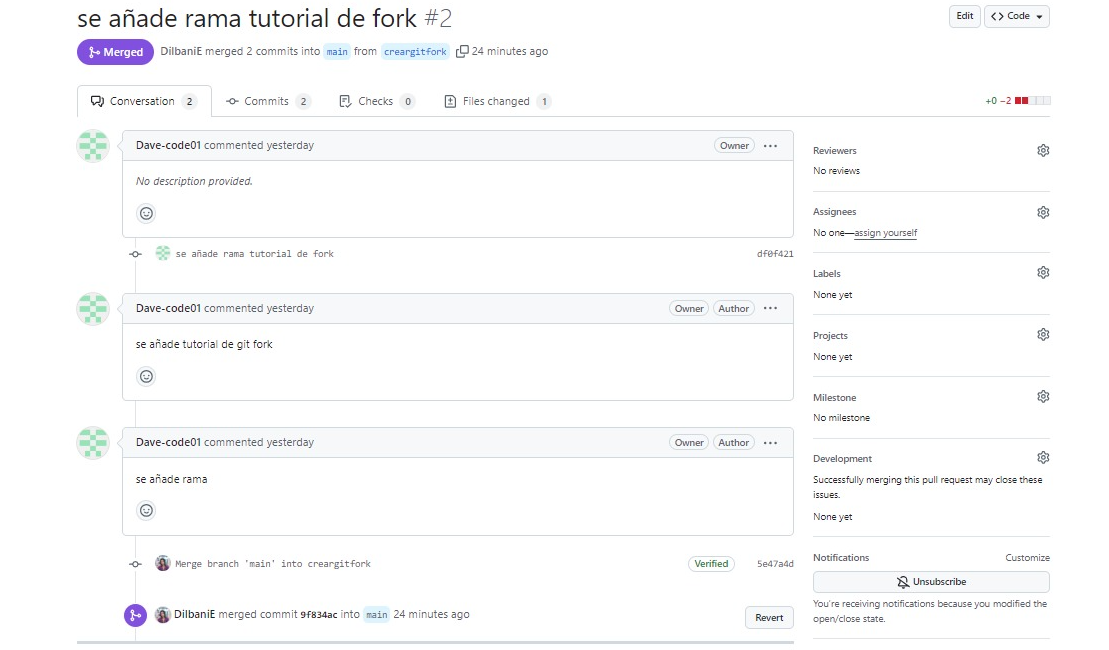 se añade rama tutorial de fork #2
Edit
Code
Merged
DilbaniE merged 2 commits into main from creargitfork 24 minutes ago
Conversation 2
Commits 2
Checks 0
Files changed 1
+0 −2
Dave-code01 commented yesterday
Owner
No description provided.
se añade rama tutorial de fork
df0f421
Dave-code01 commented yesterday
Owner
Author
se añade tutorial de git fork
Dave-code01 commented yesterday
Owner
Author
se añade rama
Merge branch 'main' into creargitfork
Verified
5e47a4d
DilbaniE merged commit 9f834ac into main 24 minutes ago
Revert
Reviewers
No reviews
Assignees
No one—assign yourself
Labels
None yet
Projects
None yet
Milestone
No milestone
Development
Successfully merging this pull request may close these
issues.
None yet
Notifications
Customize
Unsubscribe
You're receiving notifications because you modified the
open/close state.